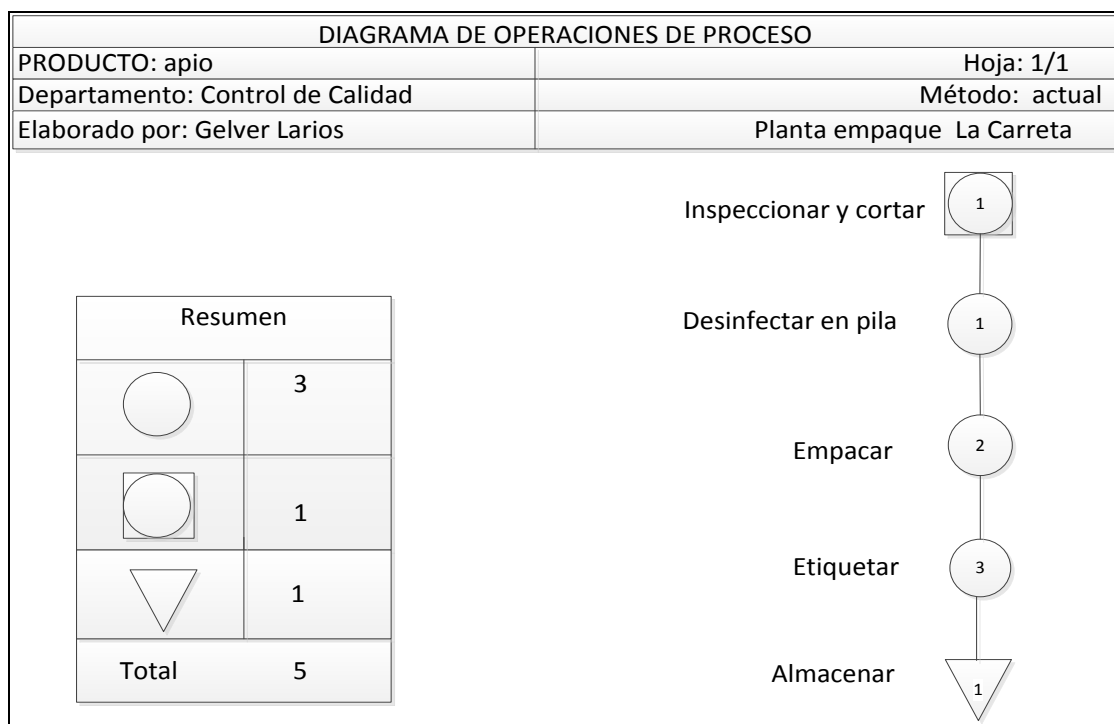 DIAGRAMA DE OPERACIONES DE PROCESO
PRODUCTO: apio
Hoja: 1/1
Departamento: Control de Calidad
Método: actual
Elaborado por: Gelver Larios
Planta empaque La Carreta
Inspeccionar y cortar
1
Desinfectar en pila
1
Empacar
2
Etiquetar
3
Almacenar
1
Resumen
3
1
1
Total 5